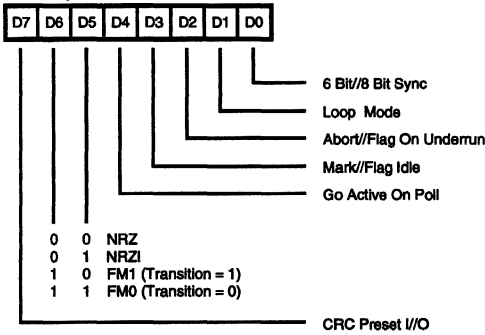 D7 D6 D5 D4 D3 D2 D1 D0
6 Bit//8 Bit Sync
Loop Mode
Abort//Flag On Underrun
Mark//Flag Idle
Go Active On Poll
0 0 NRZ
0 1 NRZI
1 0 FM1 (Transition = 1)
1 1 FM0 (Transition = 0)
CRC Preset I//O